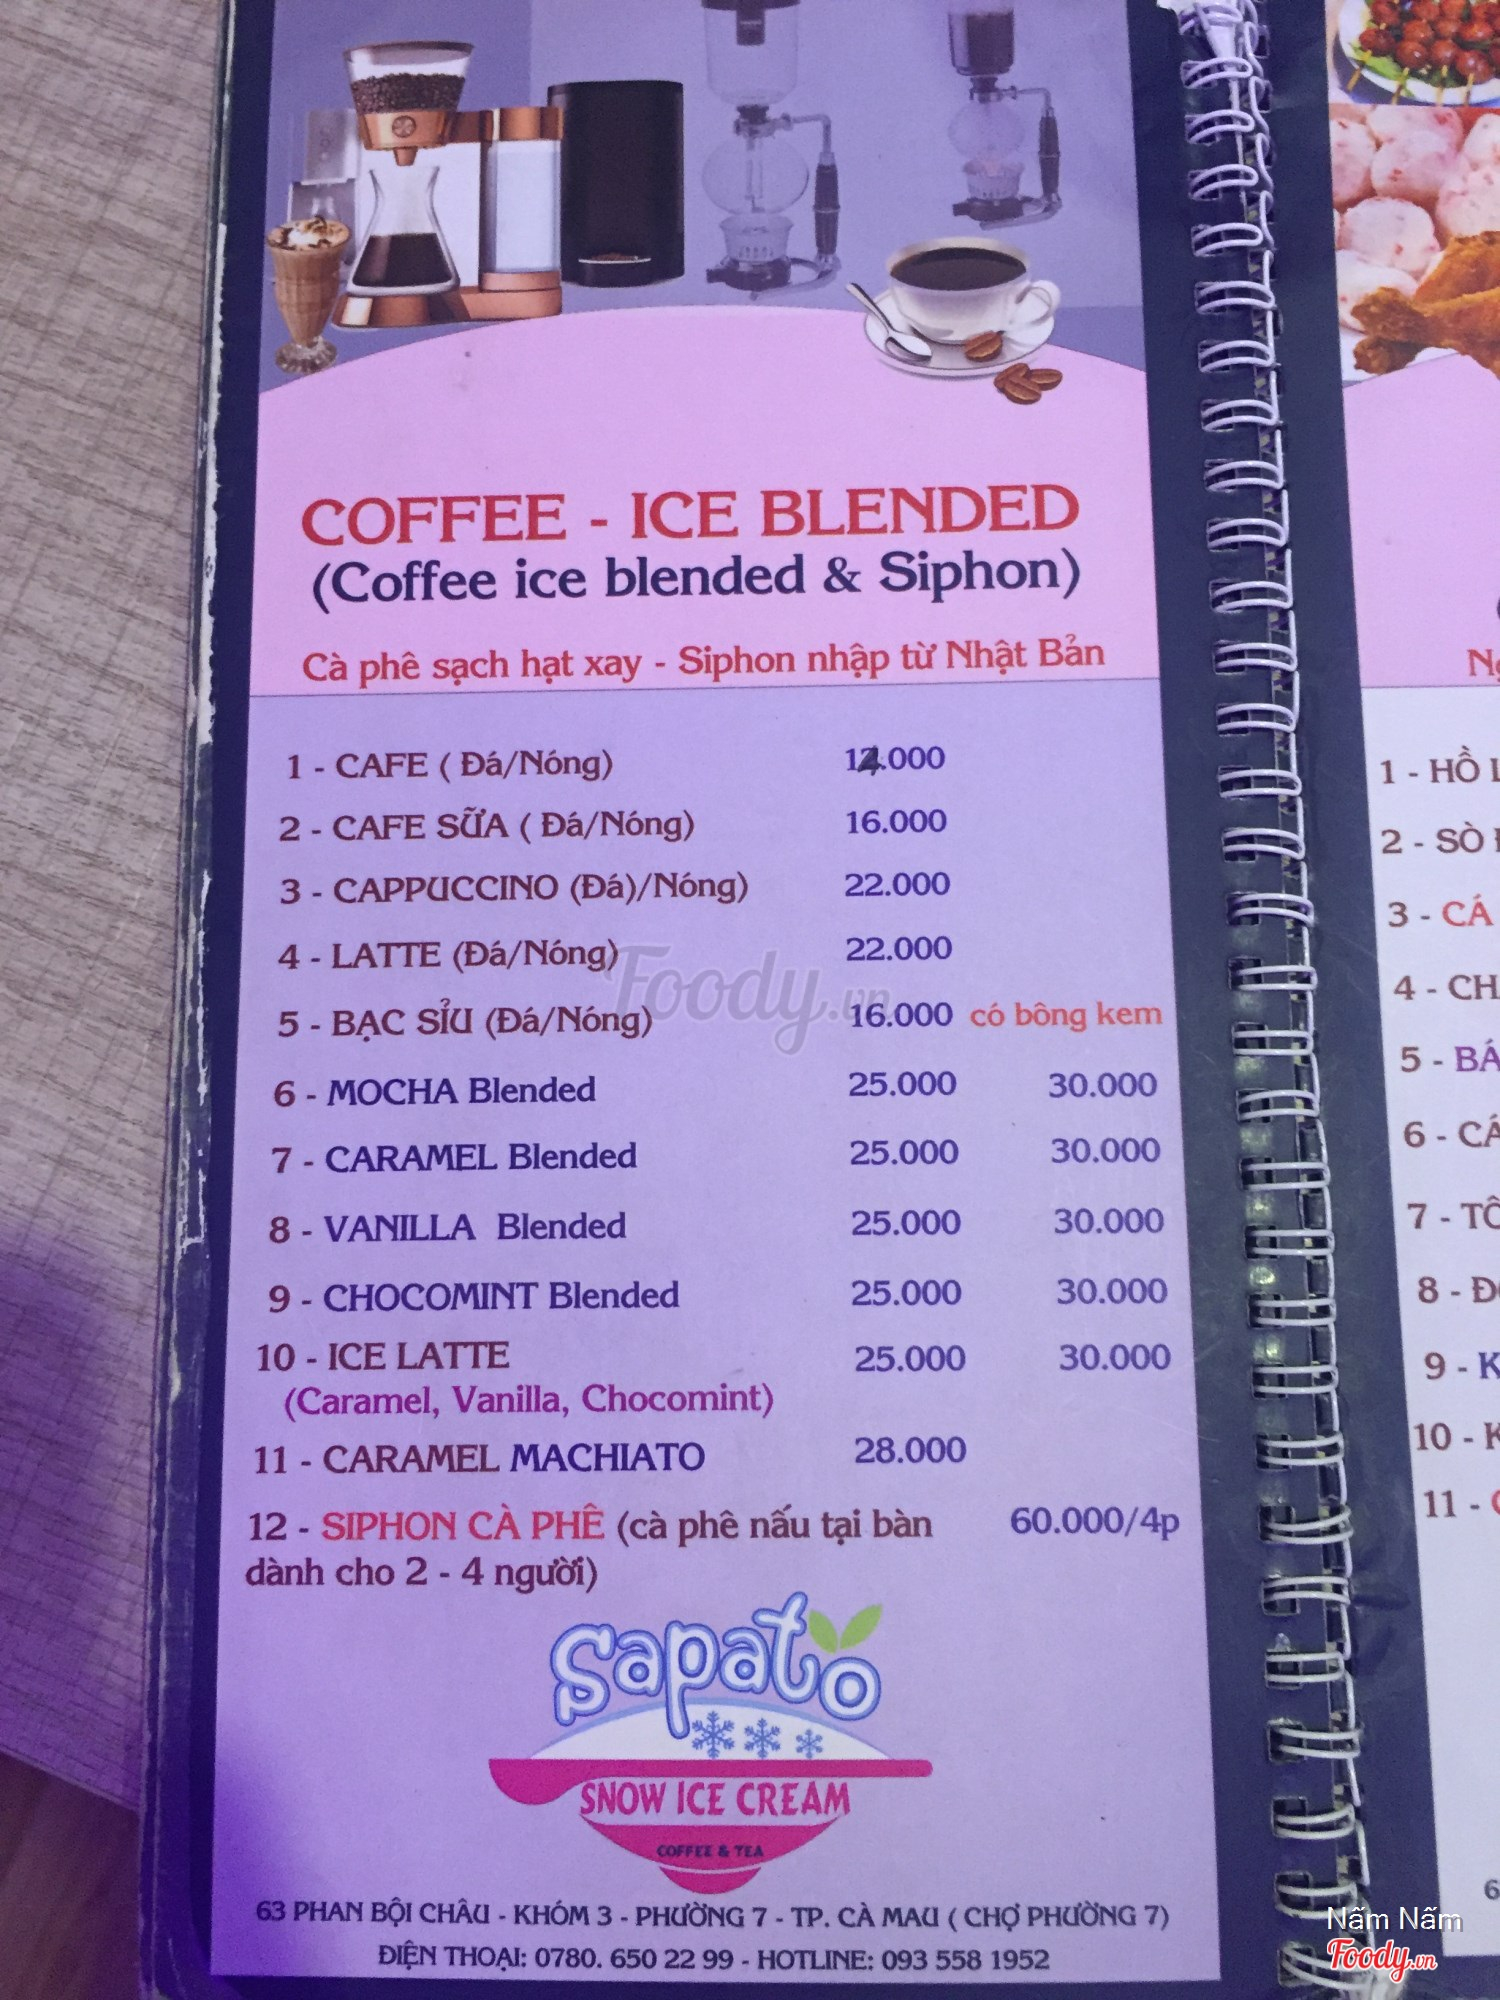 COFFEE - ICE BLENDED
(Coffee ice blended & Siphon)
Cà phê sạch hạt xay - Siphon nhập từ Nhật Bản
1 - CAFE ( Đá/Nóng) 14.000
2 - CAFE SỮA ( Đá/Nóng) 16.000
3 - CAPPUCCINO (Đá)/Nóng) 22.000
4 - LATTE (Đá/Nóng) 22.000
5 - BẠC SỈU (Đá/Nóng) 16.000 có bông kem
6 - MOCHA Blended 25.000 30.000
7 - CARAMEL Blended 25.000 30.000
8 - VANILLA Blended 25.000 30.000
9 - CHOCOMINT Blended 25.000 30.000
10 - ICE LATTE 25.000 30.000
(Caramel, Vanilla, Chocomint)
11 - CARAMEL MACHIATO 28.000
12 - SIPHON CÀ PHÊ (cà phê nấu tại bàn 60.000/4p
dành cho 2 - 4 người)
Sapato
SNOW ICE CREAM
COFFEE & TEA
63 PHAN BỘI CHÂU - KHÓM 3 - PHƯỜNG 7 - TP. CÀ MAU ( CHỢ PHƯỜNG 7)
ĐIỆN THOẠI: 0780. 650 22 99 - HOTLINE: 093 558 1952
Foody.vn
1 - HỒ
2 - SÒ
3 - CÁ
4 - CH
5 - BÁ
6 - CÁ
7 - TÔ
8 -
9 - K
10 - K
11 -
Nấm Nấm
Foody.vn